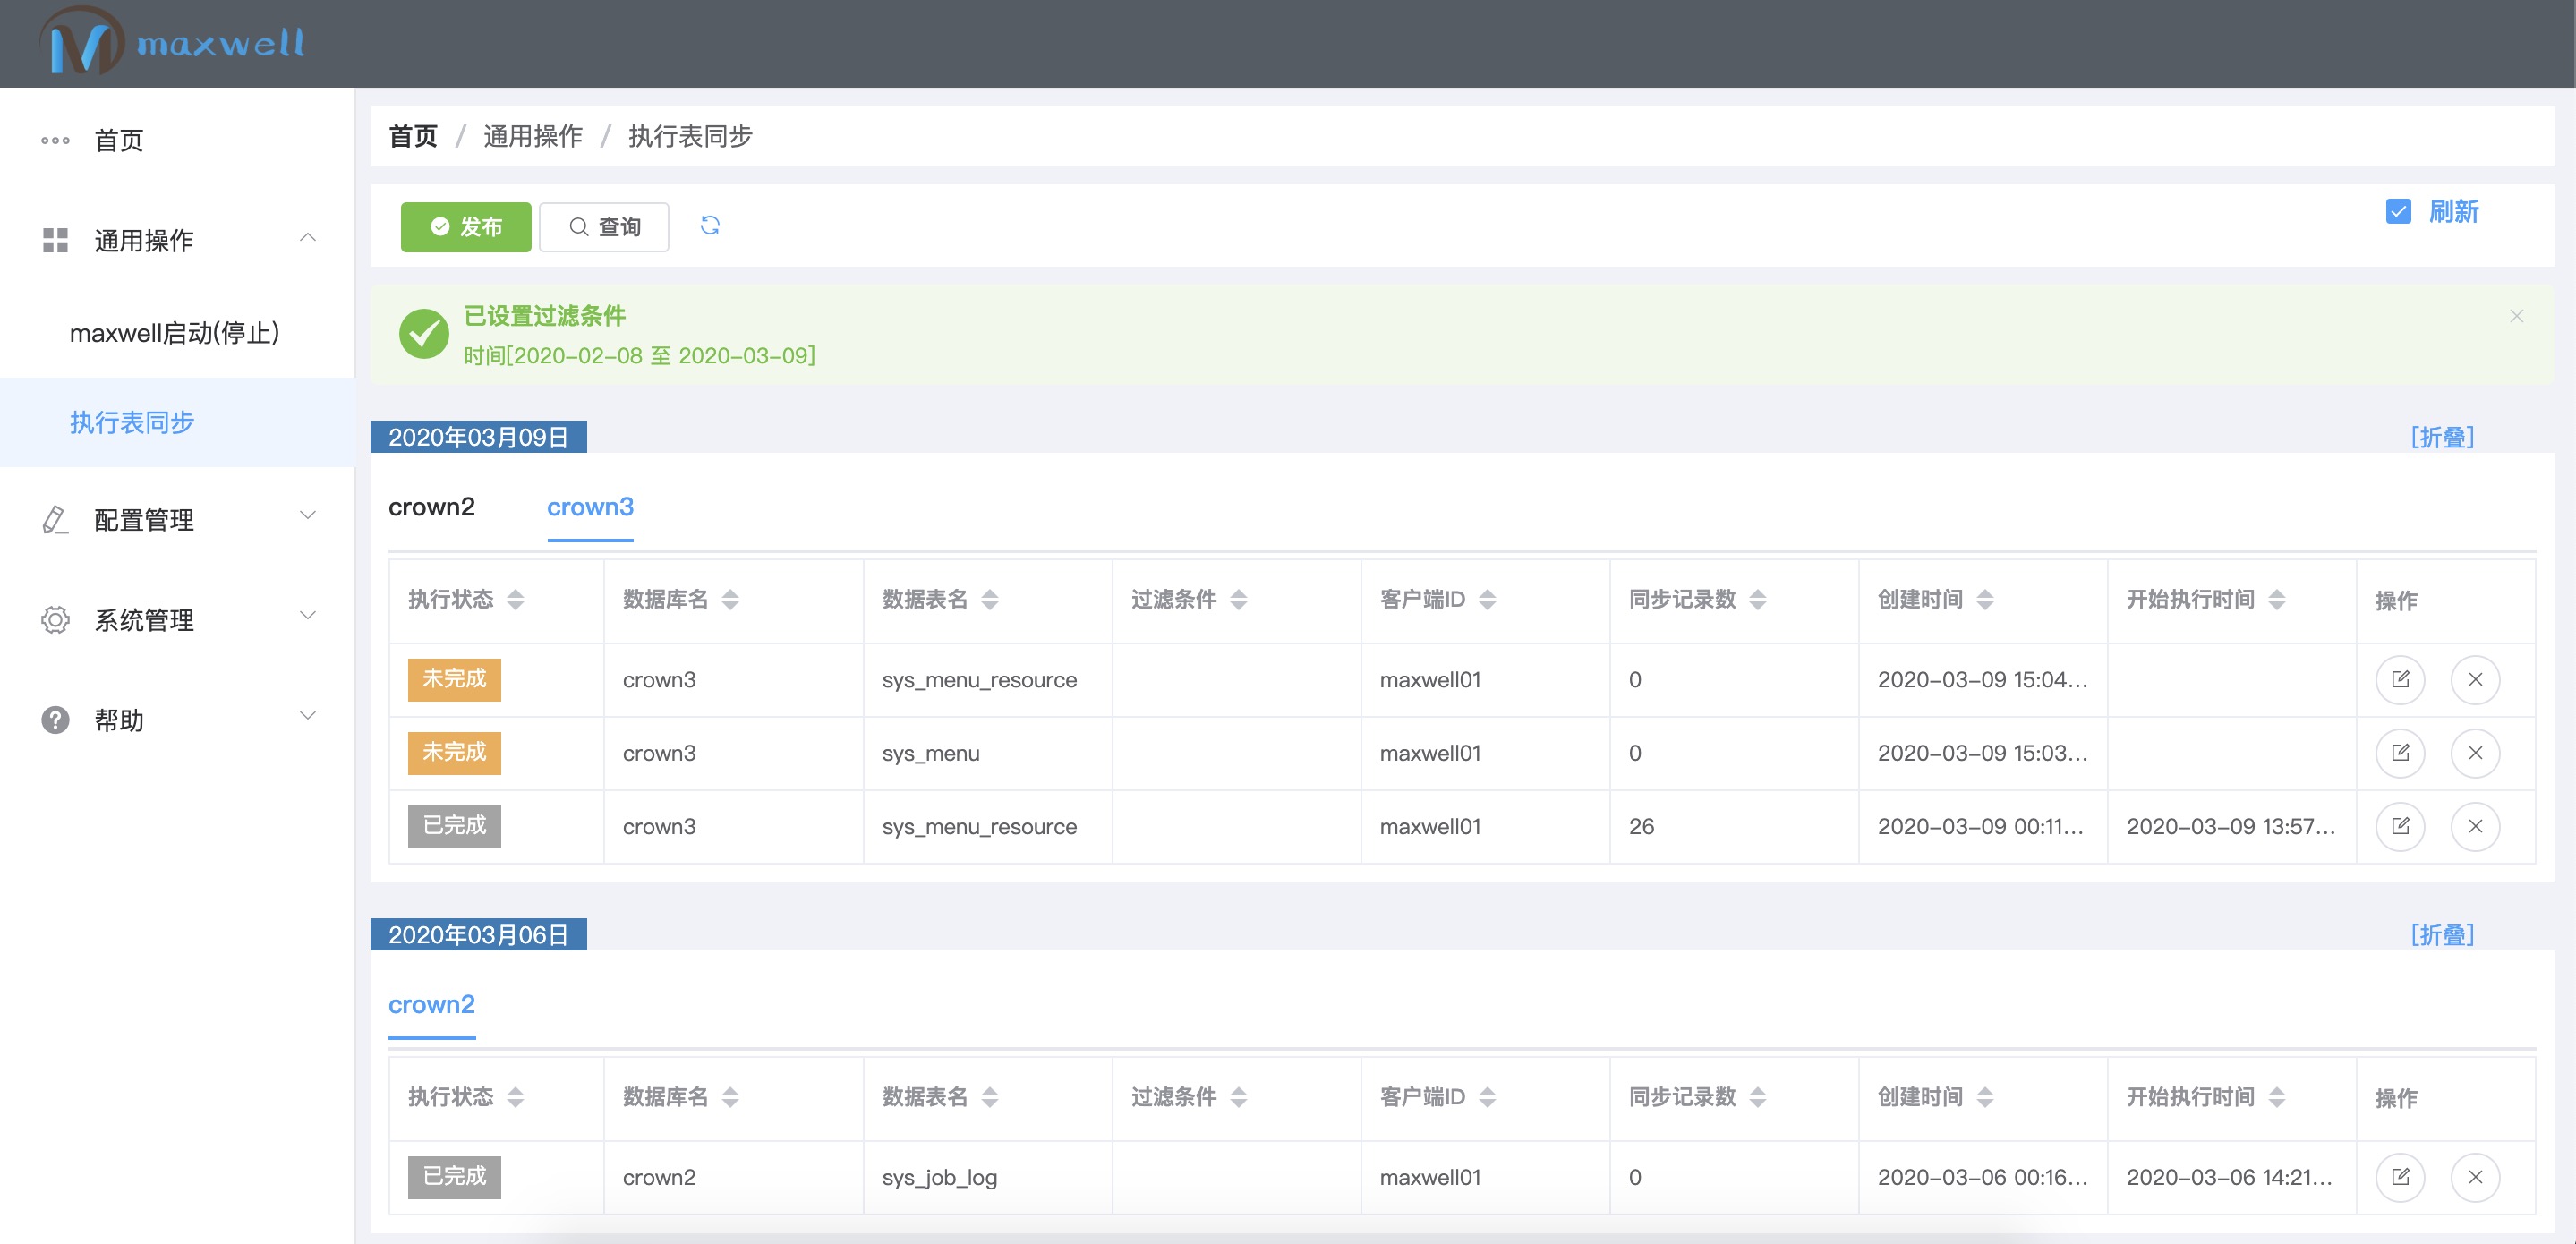 maxwell
首页
通用操作
maxwell启动(停止)
执行表同步
配置管理
系统管理
帮助
首页 / 通用操作 / 执行表同步
发布 查询 刷新
已设置过滤条件
时间[2020-02-08 至 2020-03-09]
2020年03月09日 [折叠]
crown2 crown3
执行状态 数据库名 数据表名 过滤条件 客户端ID 同步记录数 创建时间 开始执行时间 操作
未完成 crown3 sys_menu_resource maxwell01 0 2020-03-09 15:04...
未完成 crown3 sys_menu maxwell01 0 2020-03-09 15:03...
已完成 crown3 sys_menu_resource maxwell01 26 2020-03-09 00:11... 2020-03-09 13:57...
2020年03月06日 [折叠]
crown2
执行状态 数据库名 数据表名 过滤条件 客户端ID 同步记录数 创建时间 开始执行时间 操作
已完成 crown2 sys_job_log maxwell01 0 2020-03-06 00:16... 2020-03-06 14:21...